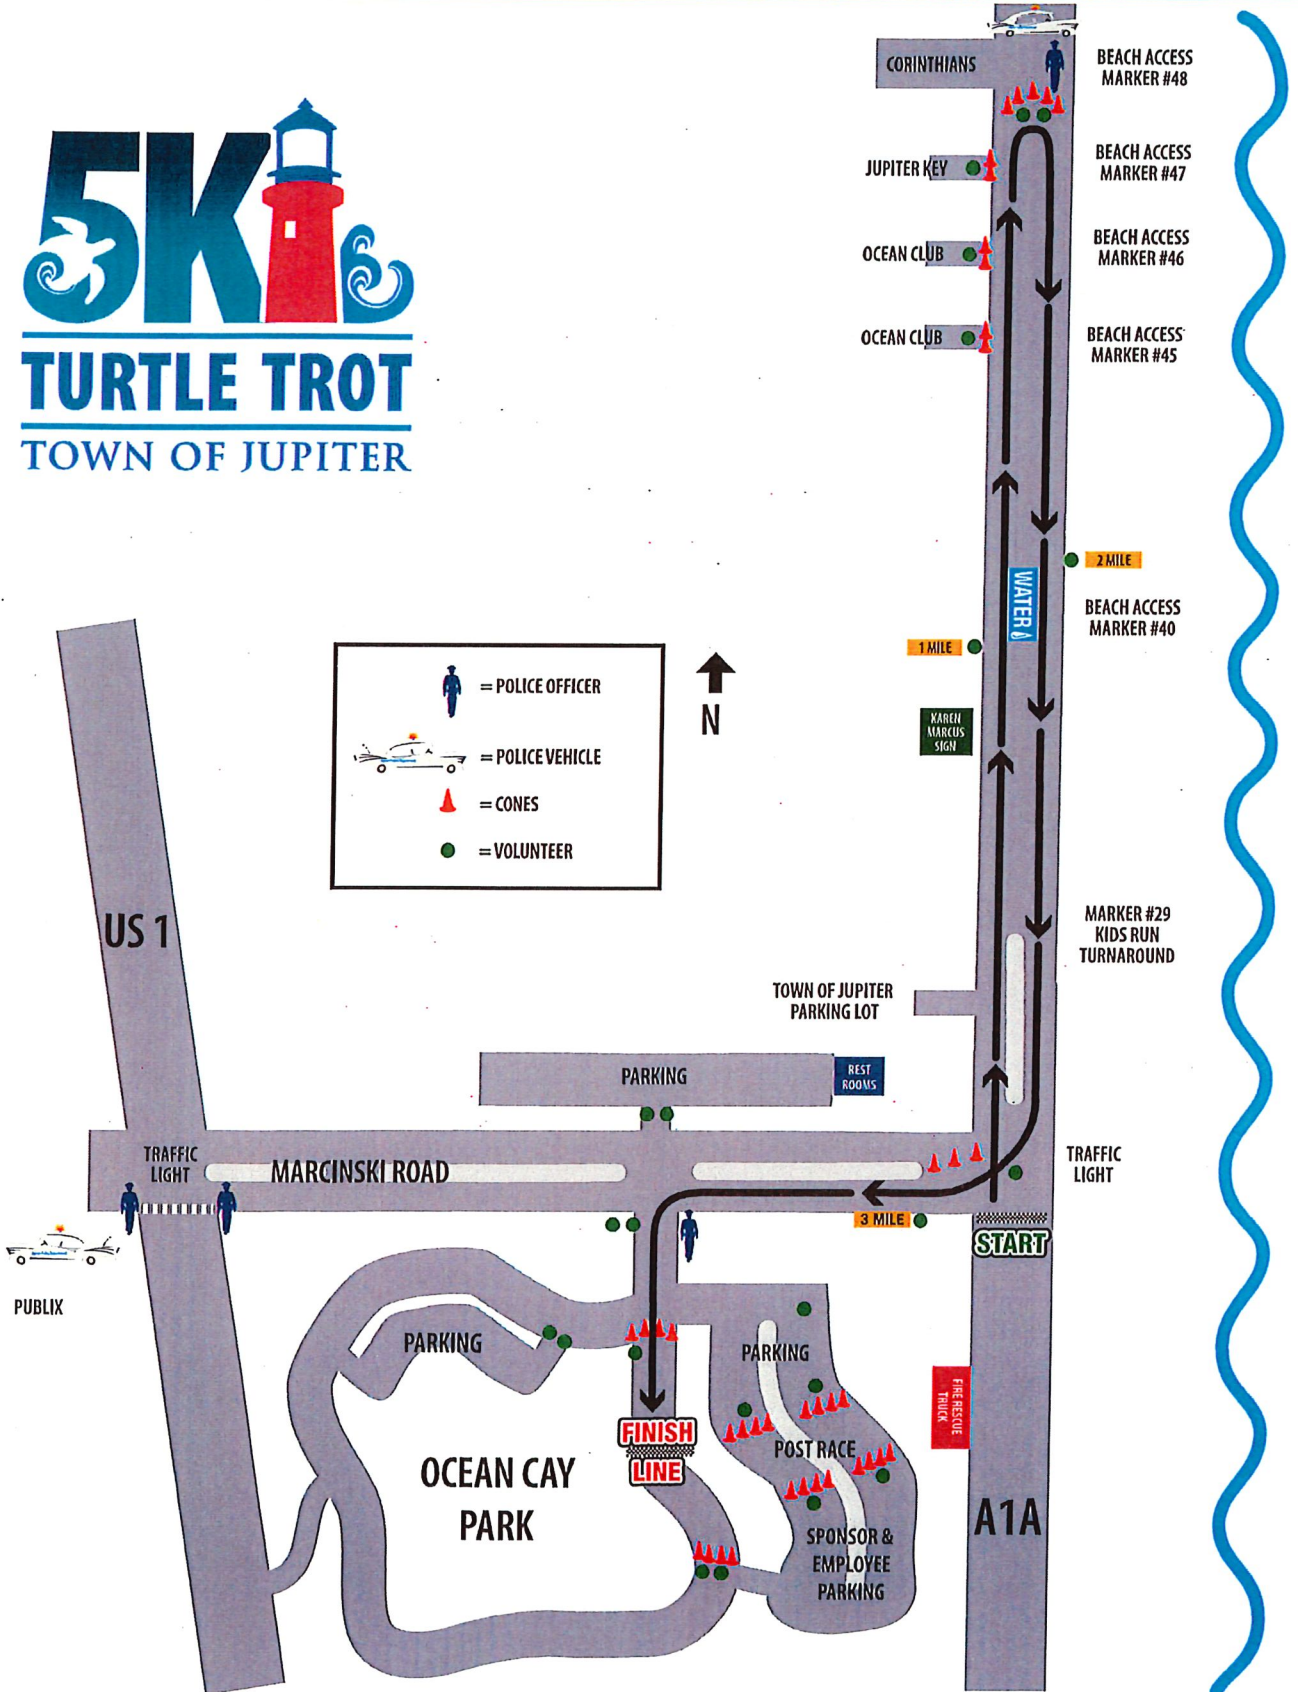 CORINTHIANS
BEACH ACCESS
MARKER #48
5K
TURTLE TROT
TOWN OF JUPITER
JUPITER KEY
BEACH ACCESS
MARKER #47
OCEAN CLUB
BEACH ACCESS
MARKER #46
OCEAN CLUB
BEACH ACCESS
MARKER #45
2 MILE
WATER
BEACH ACCESS
MARKER #40
1 MILE
KAREN
MARCUS
SIGN
= POLICE OFFICER
= POLICE VEHICLE
= CONES
= VOLUNTEER
N
US 1
MARKER #29
KIDS RUN
TURNAROUND
TOWN OF JUPITER
PARKING LOT
PARKING
REST
ROOMS
TRAFFIC
LIGHT
MARCINSKI ROAD
TRAFFIC
LIGHT
3 MILE
START
PUBLIX
PARKING
PARKING
FIRE RESCUE
TRUCK
FINISH
LINE
POST RACE
OCEAN CAY
PARK
A1A
SPONSOR &
EMPLOYEE
PARKING